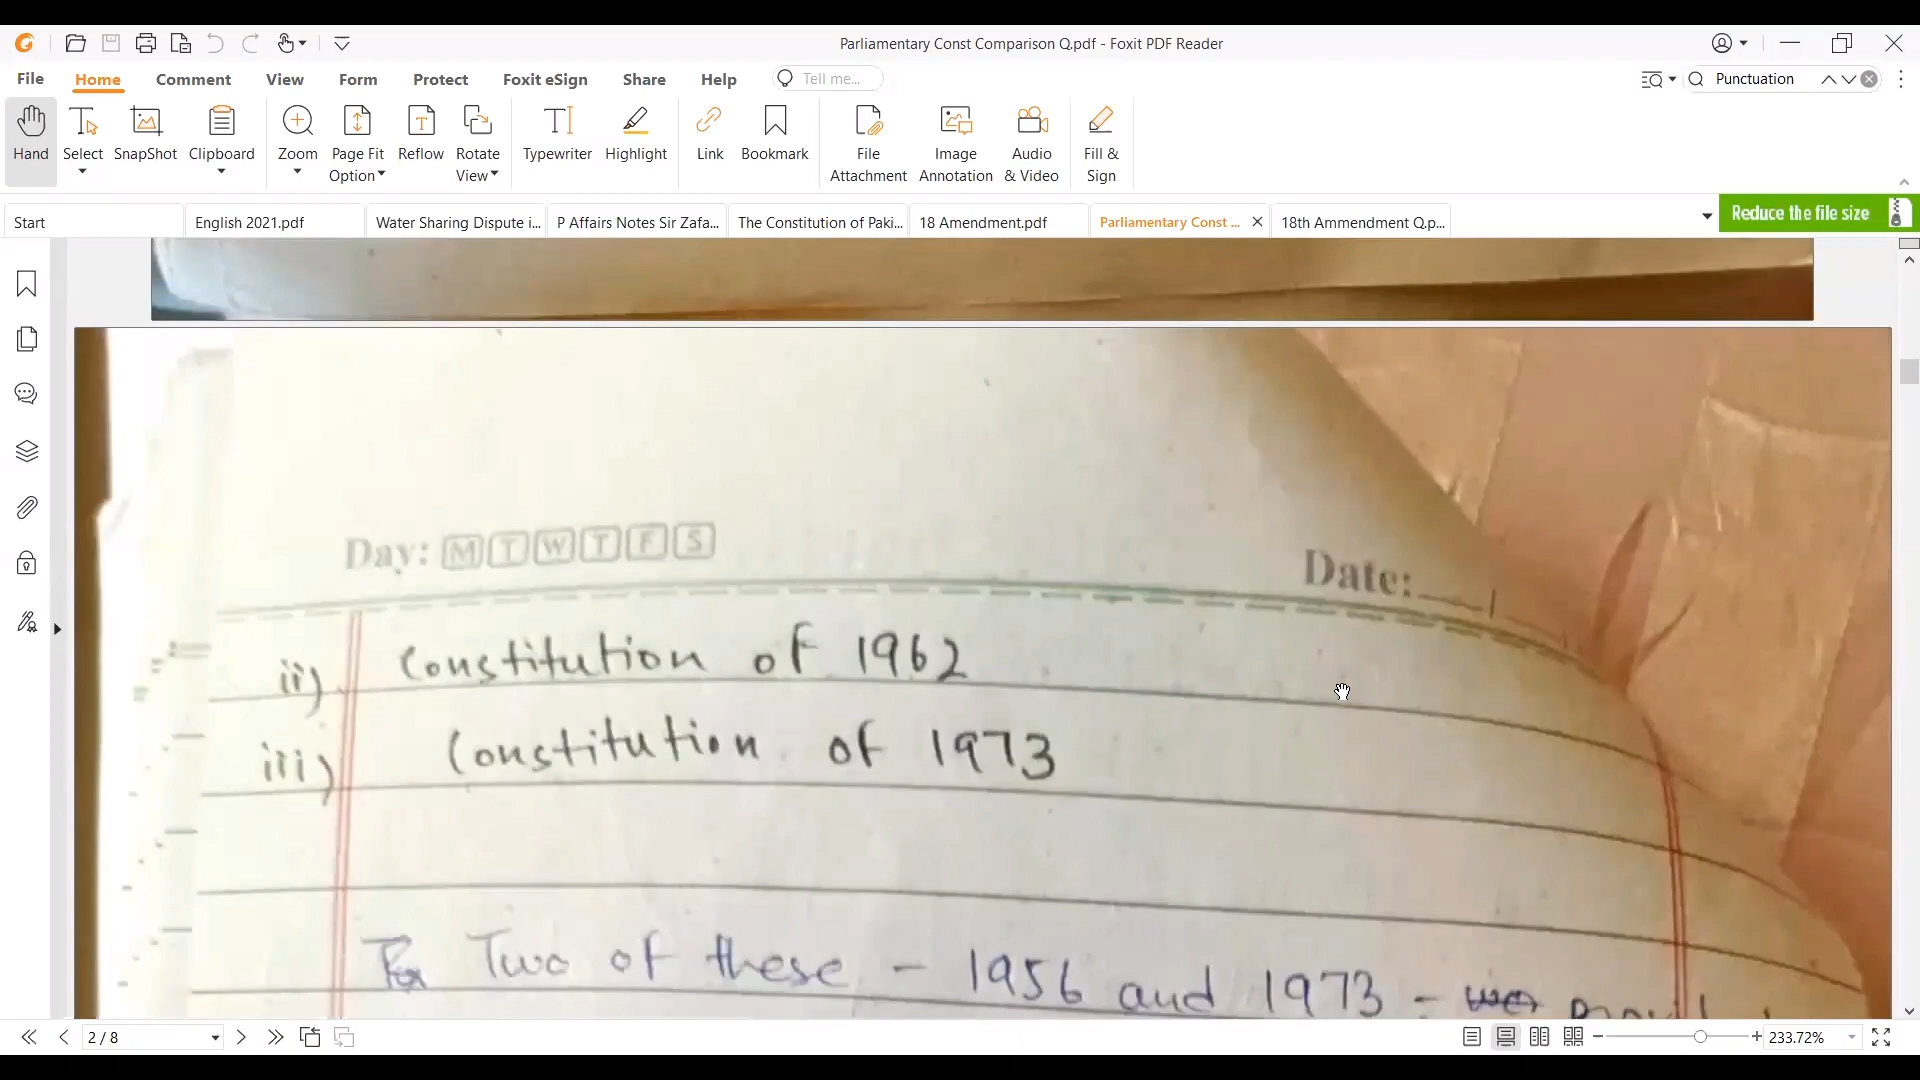 Parliamentary Const Comparison Q.pdf - Foxit PDF Reader
File Home Comment View Form Protect Foxit eSign Share Help Tell me... Punctuation
Hand Select SnapShot Clipboard Zoom Page Fit Option Reflow Rotate View Typewriter Highlight Link Bookmark File Attachment Image Annotation Audio & Video Fill & Sign
Start English 2021.pdf Water Sharing Dispute i... P Affairs Notes Sir Zafa... The Constitution of Paki... 18 Amendment.pdf Parliamentary Const ... 18th Ammendment Q.p... Reduce the file size
Day: M T W T F S Date:
ii) Constitution of 1962
iii) Constitution of 1973
Two of these - 1956 and 1973 -
2 / 8 233.72%